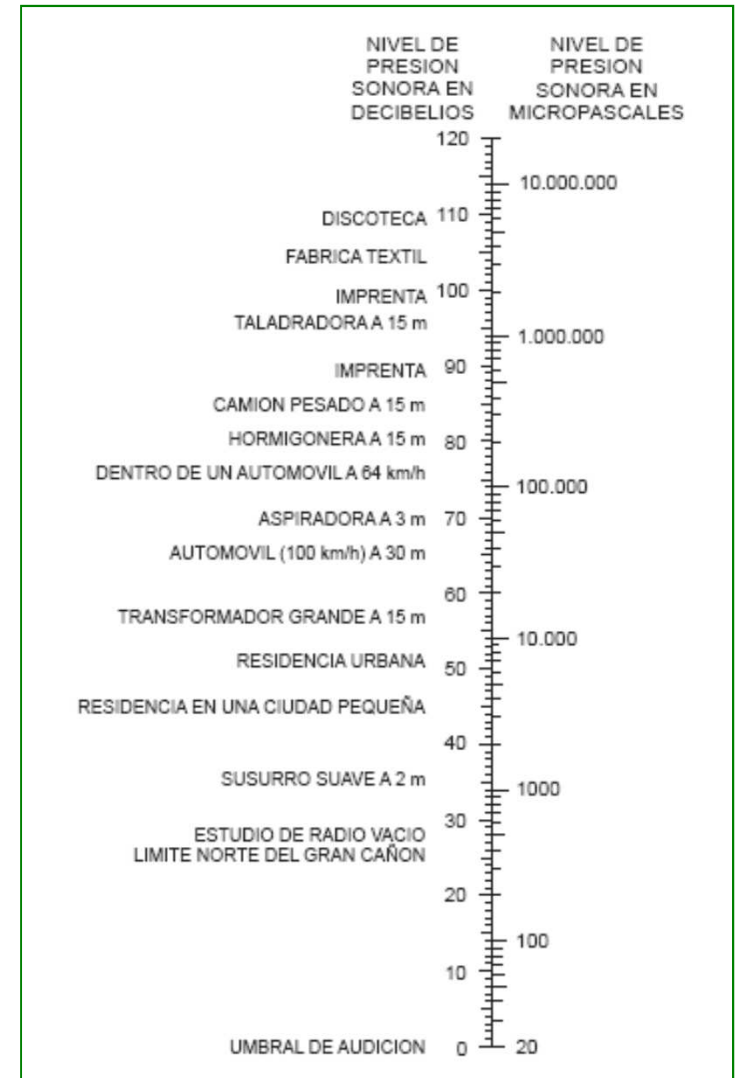 NIVEL DE
PRESION
SONORA EN
DECIBELIOS
NIVEL DE
PRESION
SONORA EN
MICROPASCALES
120
10.000.000
DISCOTECA 110
FABRICA TEXTIL
IMPRENTA 100
TALADRADORA A 15 m
1.000.000
IMPRENTA 90
CAMION PESADO A 15 m
HORMIGONERA A 15 m 80
DENTRO DE UN AUTOMOVIL A 64 km/h
100.000
ASPIRADORA A 3 m 70
AUTOMOVIL (100 km/h) A 30 m
60
TRANSFORMADOR GRANDE A 15 m
10.000
RESIDENCIA URBANA 50
RESIDENCIA EN UNA CIUDAD PEQUEÑA
40
SUSURRO SUAVE A 2 m
1000
30
ESTUDIO DE RADIO VACIO
LIMITE NORTE DEL GRAN CAÑON
20
100
10
UMBRAL DE AUDICION 0 20